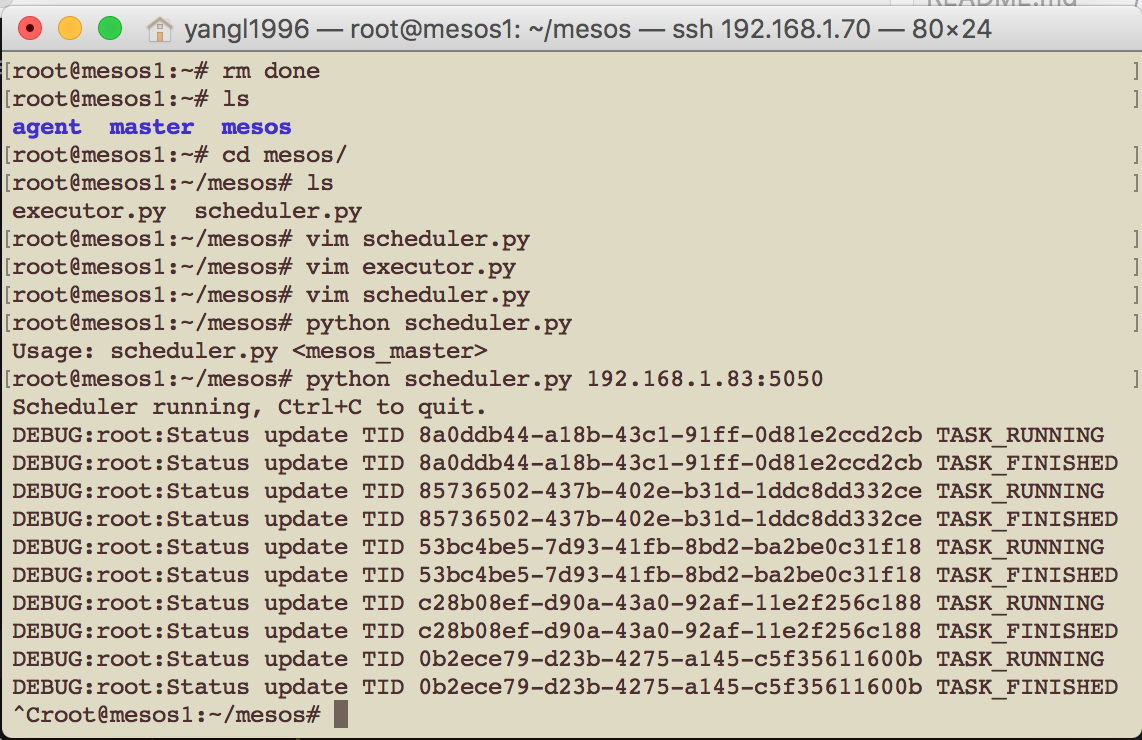 README.md
yangl1996 — root@mesos1: ~/mesos — ssh 192.168.1.70 — 80×24
[root@mesos1:~# rm done ]
[root@mesos1:~# ls ]
agent master mesos
[root@mesos1:~# cd mesos/ ]
[root@mesos1:~/mesos# ls ]
executor.py scheduler.py
[root@mesos1:~/mesos# vim scheduler.py ]
[root@mesos1:~/mesos# vim executor.py ]
[root@mesos1:~/mesos# vim scheduler.py ]
[root@mesos1:~/mesos# python scheduler.py ]
Usage: scheduler.py <mesos_master>
[root@mesos1:~/mesos# python scheduler.py 192.168.1.83:5050 ]
Scheduler running, Ctrl+C to quit.
DEBUG:root:Status update TID 8a0ddb44-a18b-43c1-91ff-0d81e2ccd2cb TASK_RUNNING
DEBUG:root:Status update TID 8a0ddb44-a18b-43c1-91ff-0d81e2ccd2cb TASK_FINISHED
DEBUG:root:Status update TID 85736502-437b-402e-b31d-1ddc8dd332ce TASK_RUNNING
DEBUG:root:Status update TID 85736502-437b-402e-b31d-1ddc8dd332ce TASK_FINISHED
DEBUG:root:Status update TID 53bc4be5-7d93-41fb-8bd2-ba2be0c31f18 TASK_RUNNING
DEBUG:root:Status update TID 53bc4be5-7d93-41fb-8bd2-ba2be0c31f18 TASK_FINISHED
DEBUG:root:Status update TID c28b08ef-d90a-43a0-92af-11e2f256c188 TASK_RUNNING
DEBUG:root:Status update TID c28b08ef-d90a-43a0-92af-11e2f256c188 TASK_FINISHED
DEBUG:root:Status update TID 0b2ece79-d23b-4275-a145-c5f35611600b TASK_RUNNING
DEBUG:root:Status update TID 0b2ece79-d23b-4275-a145-c5f35611600b TASK_FINISHED
^Croot@mesos1:~/mesos#